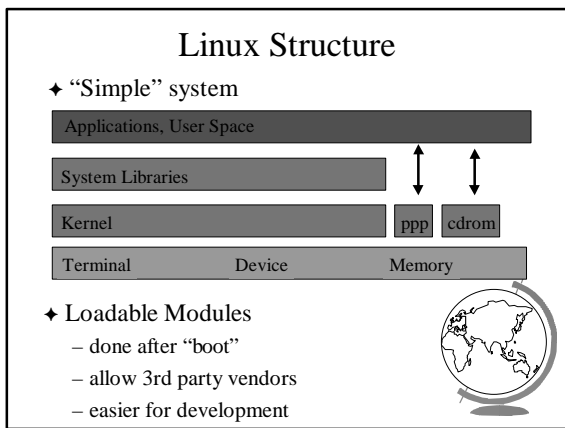 Linux Structure
✦ “Simple” system
Applications, User Space
System Libraries
Kernel ppp cdrom
Terminal Device Memory
✦ Loadable Modules
– done after “boot”
– allow 3rd party vendors
– easier for development